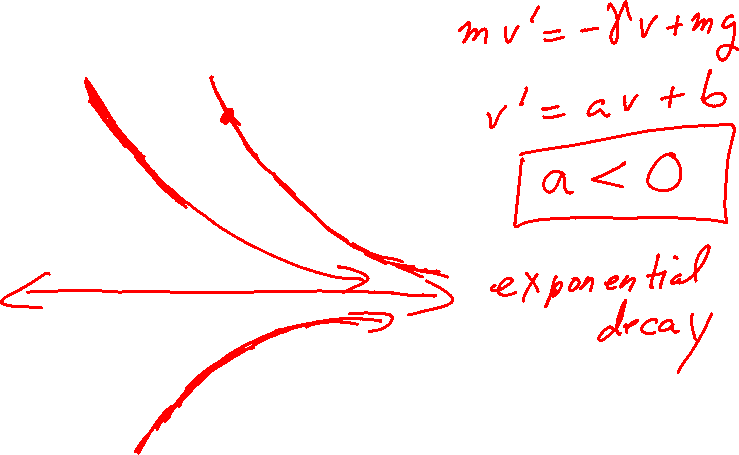 mv' = -γv + mg
v' = av + b
a < 0
exponential
decay